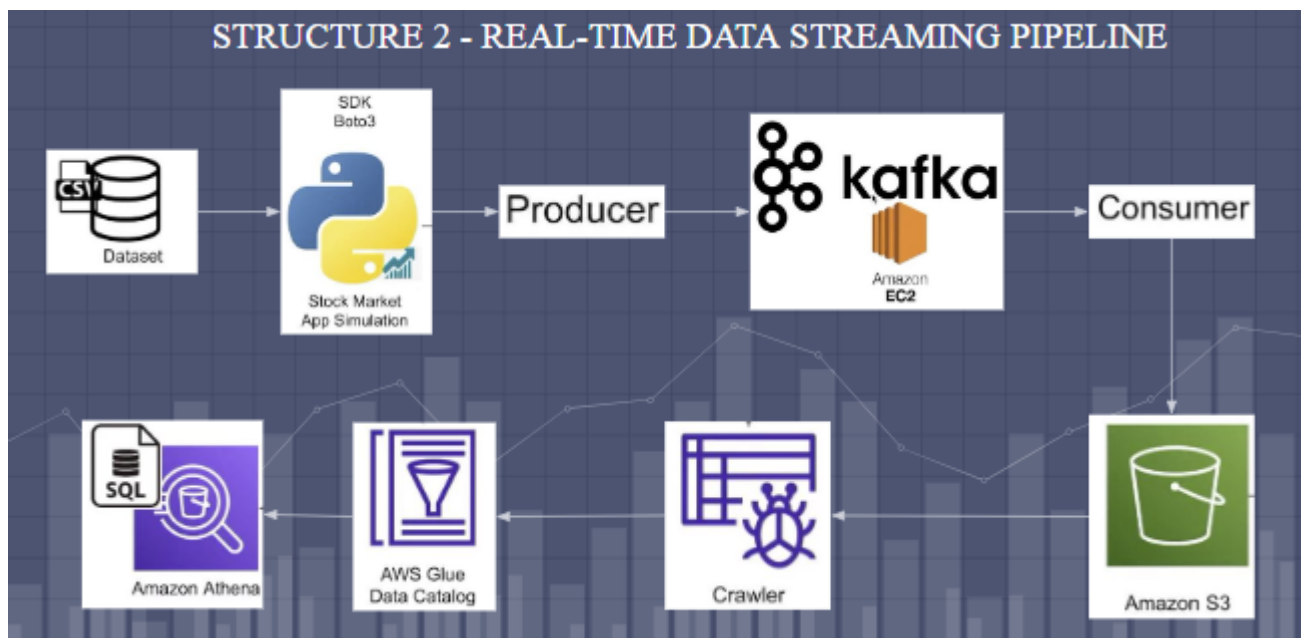 STRUCTURE 2 - REAL-TIME DATA STREAMING PIPELINE
CSV
Dataset
SDK
Boto3
Stock Market
App Simulation
Producer
kafka
Amazon
EC2
Consumer
SQL
Amazon Athena
AWS Glue
Data Catalog
Crawler
Amazon S3